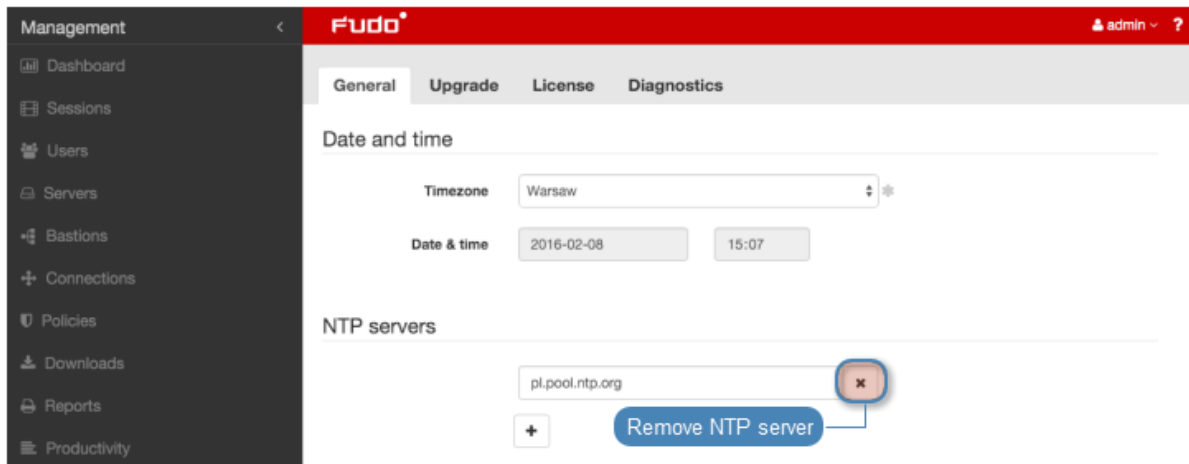 Management
FUDO
admin ?
Dashboard
Sessions
Users
Servers
Bastions
Connections
Policies
Downloads
Reports
Productivity
General Upgrade License Diagnostics
Date and time
Timezone Warsaw
Date & time 2016-02-08 15:07
NTP servers
pl.pool.ntp.org
+ Remove NTP server